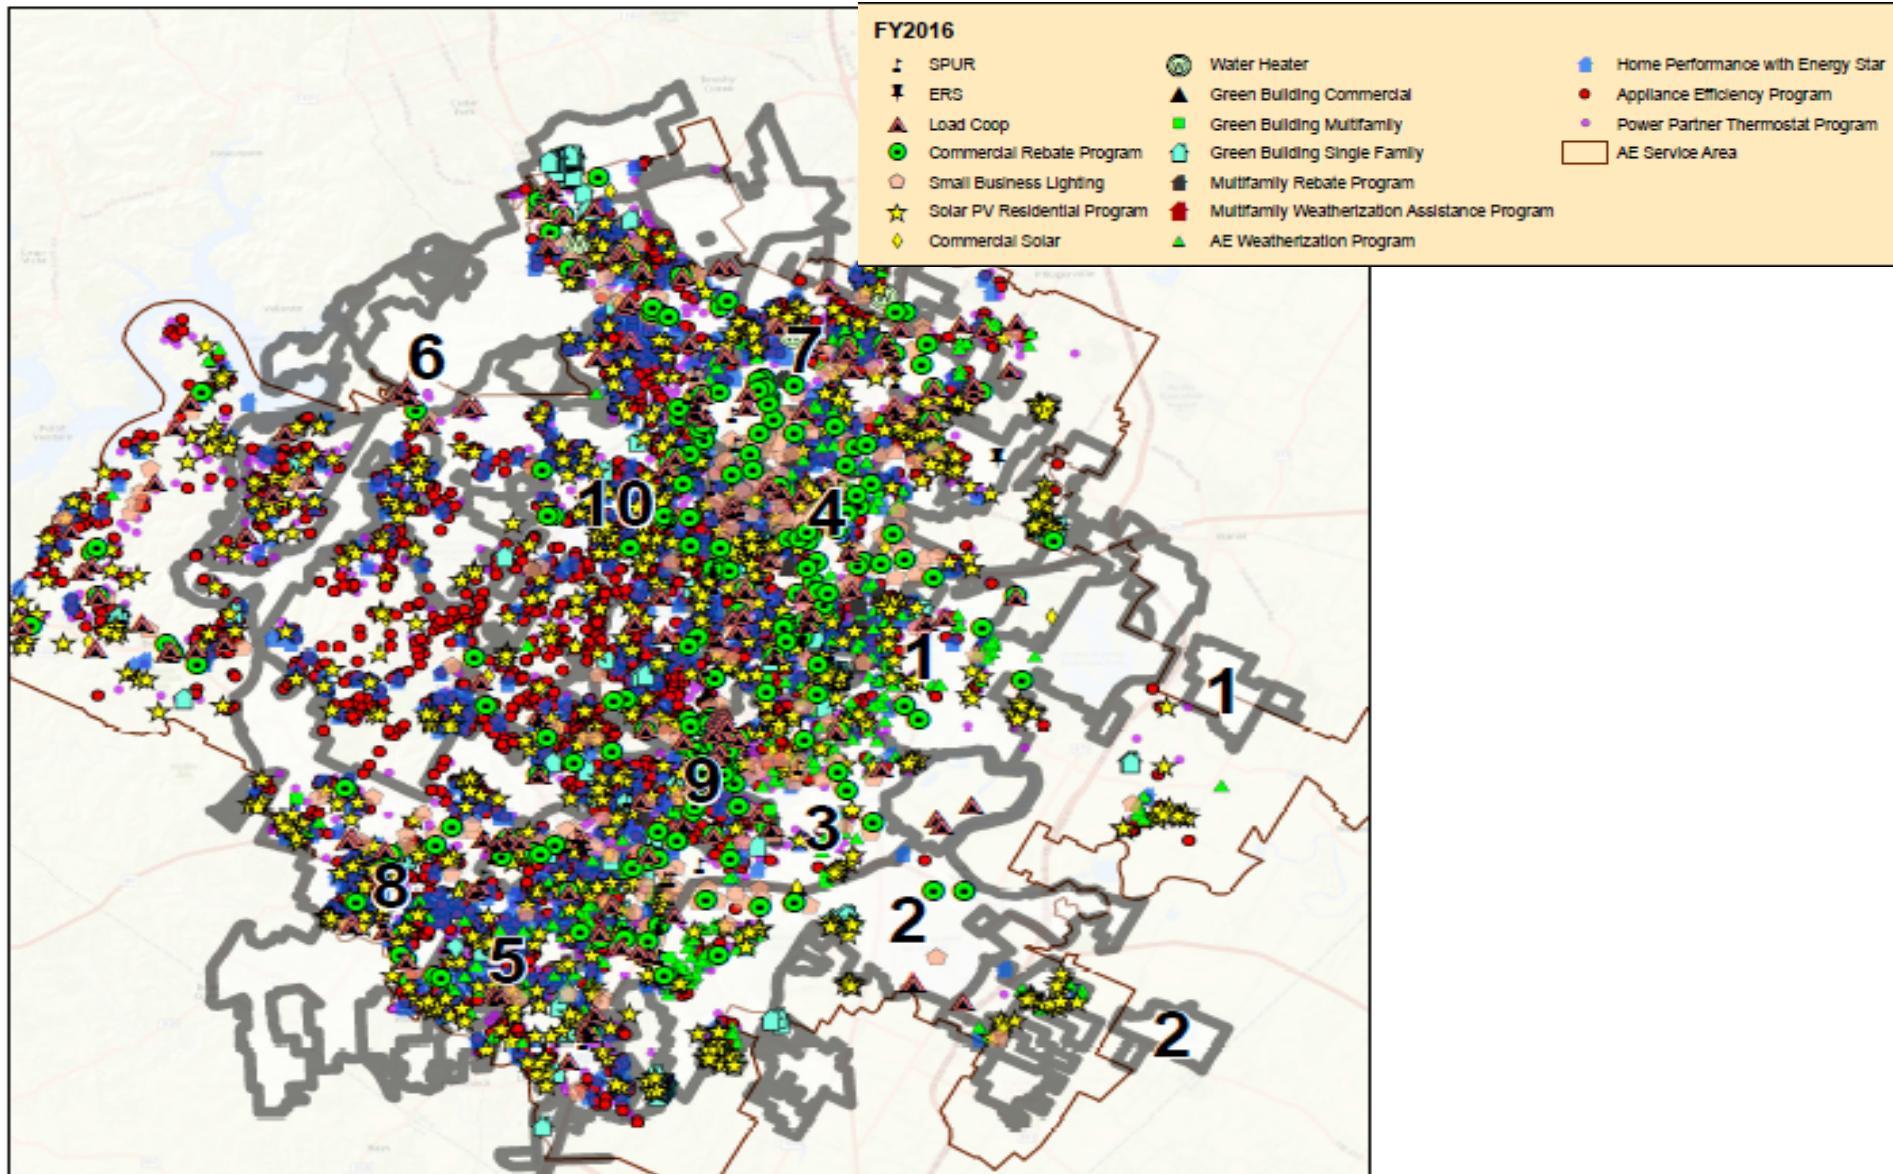 FY2016
SPUR
ERS
Load Coop
Commercial Rebate Program
Small Business Lighting
Solar PV Residential Program
Commercial Solar
Water Heater
Green Building Commercial
Green Building Multifamily
Green Building Single Family
Multifamily Rebate Program
Multifamily Weatherization Assistance Program
AE Weatherization Program
Home Performance with Energy Star
Appliance Efficiency Program
Power Partner Thermostat Program
AE Service Area
6
7
10
4
1
1
9
3
8
2
5
2